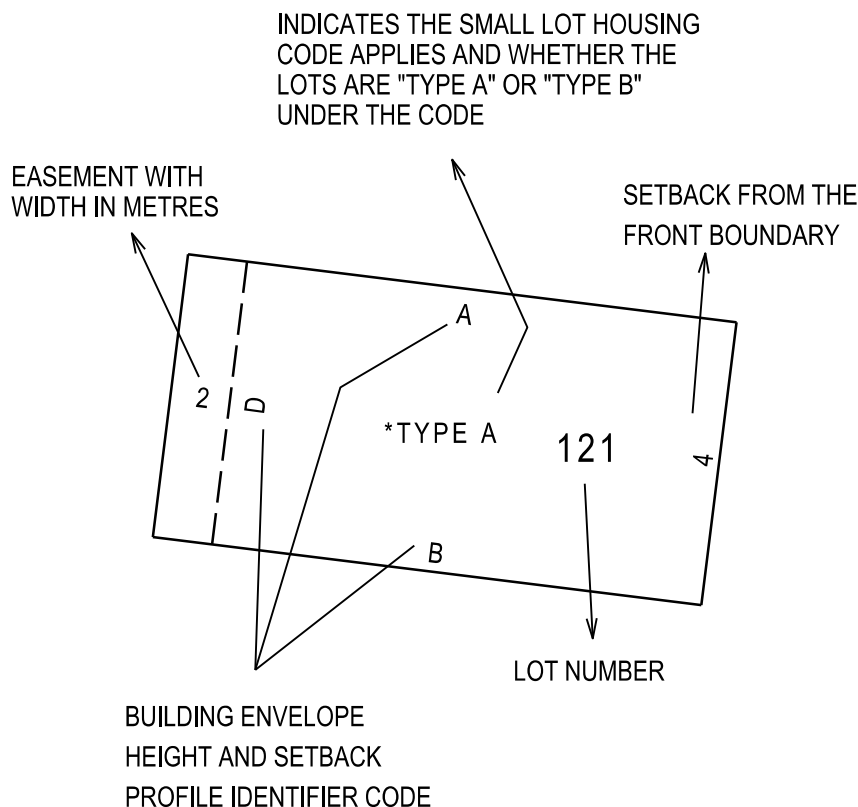 INDICATES THE SMALL LOT HOUSING
CODE APPLIES AND WHETHER THE
LOTS ARE "TYPE A" OR "TYPE B"
UNDER THE CODE
EASEMENT WITH
WIDTH IN METRES
SETBACK FROM THE
FRONT BOUNDARY
A
2
D
*TYPE A
121
4
B
LOT NUMBER
BUILDING ENVELOPE
HEIGHT AND SETBACK
PROFILE IDENTIFIER CODE